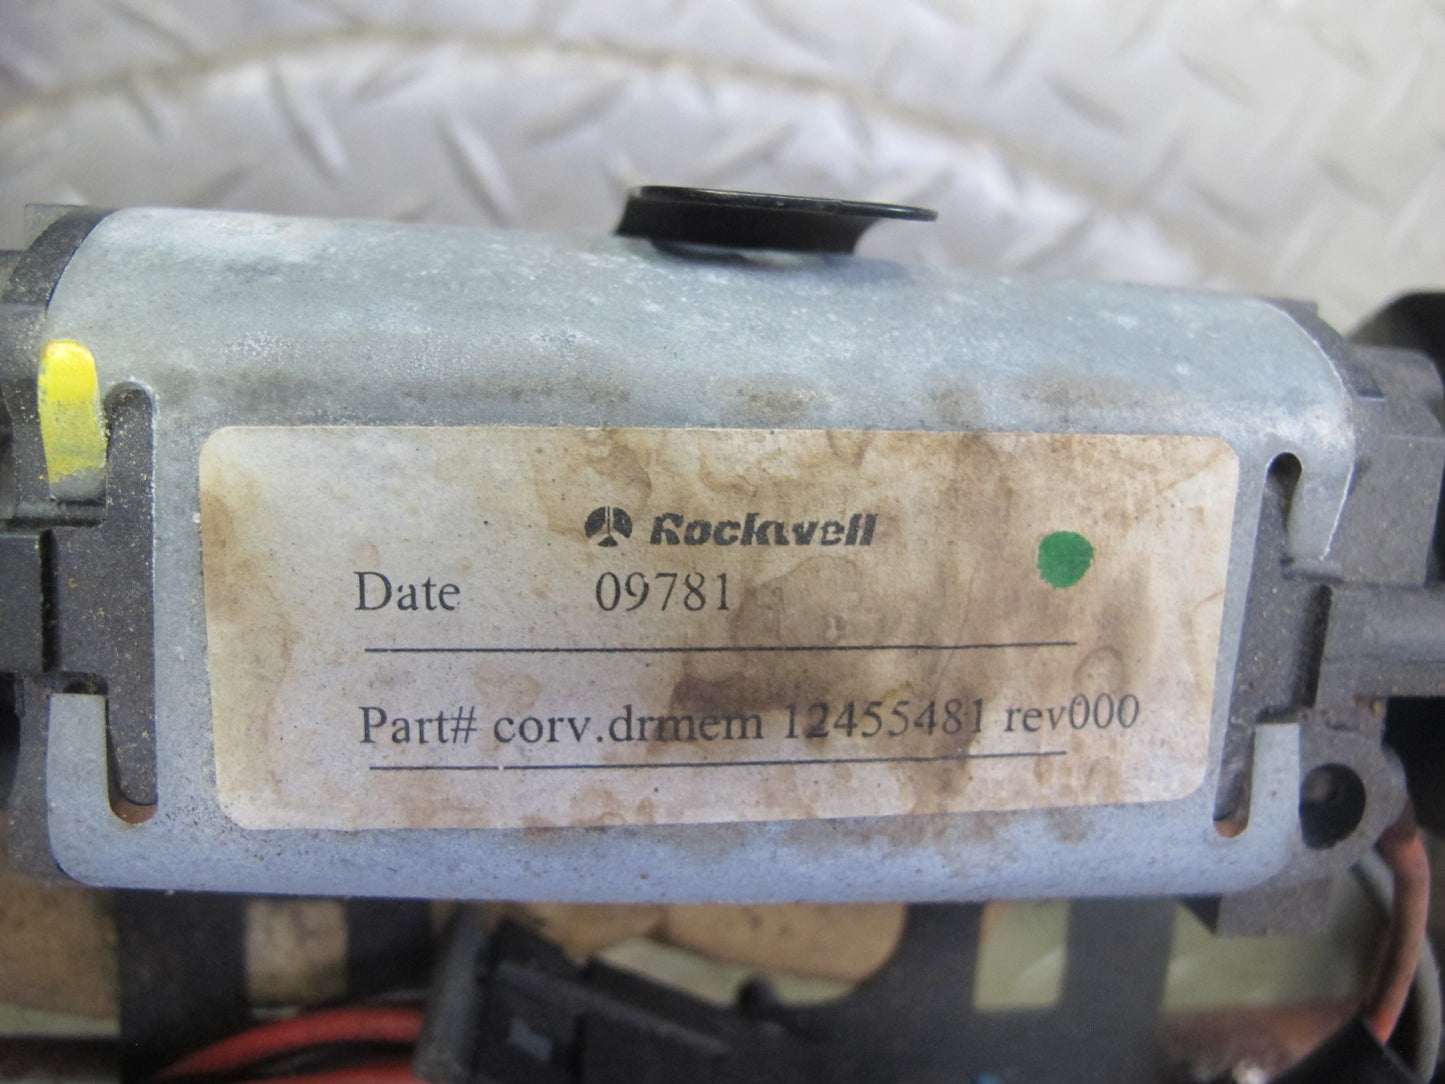 Rockwell
Date 09781
Part# corv.drmem 12455481 rev000